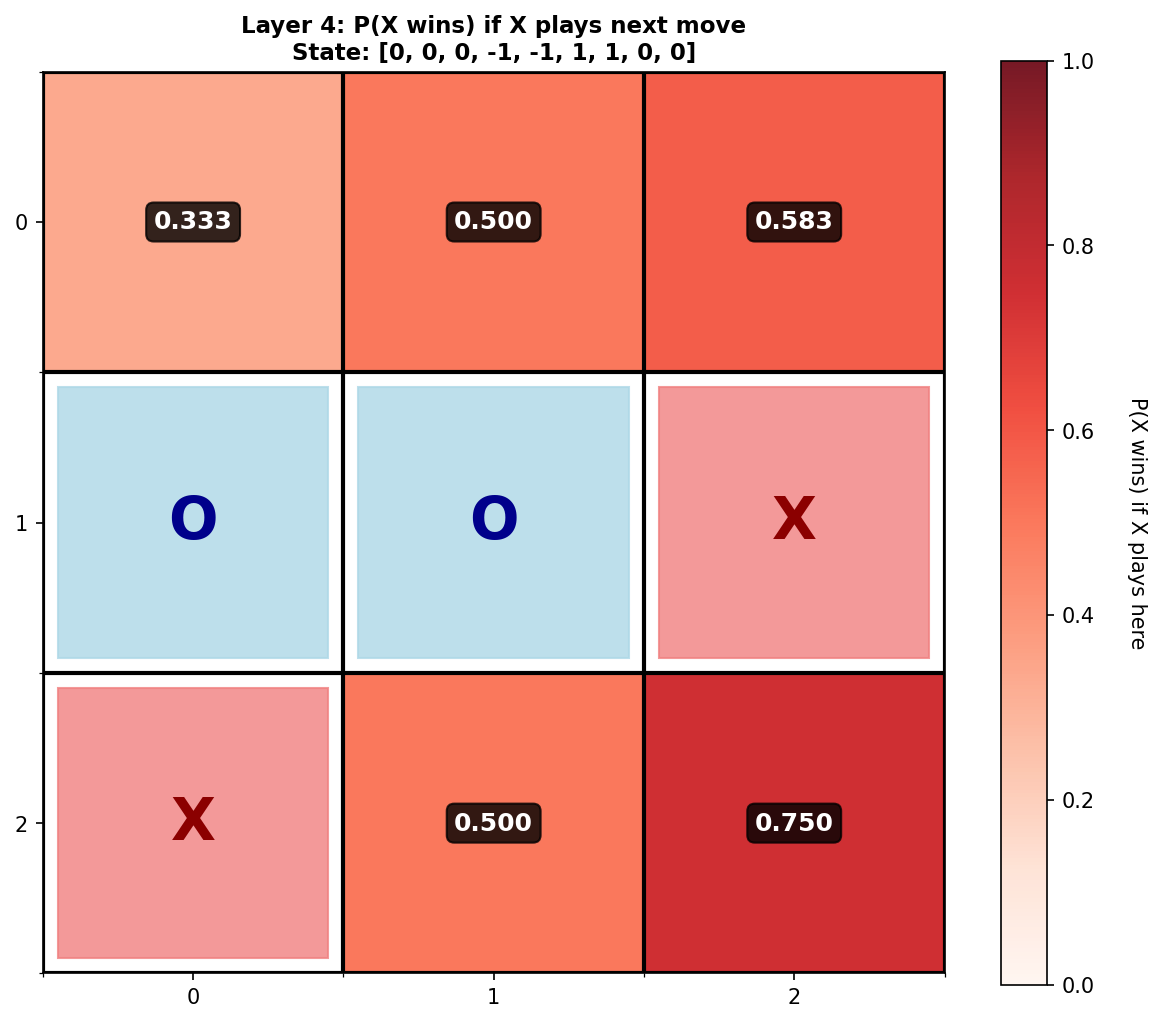 Layer 4: P(X wins) if X plays next move
State: [0, 0, 0, -1, -1, 1, 1, 0, 0]
0
0.333
0.500
0.583
1
O
O
X
2
X
0.500
0.750
0
1
2
1.0
0.8
0.6
0.4
0.2
0.0
P(X wins) if X plays here